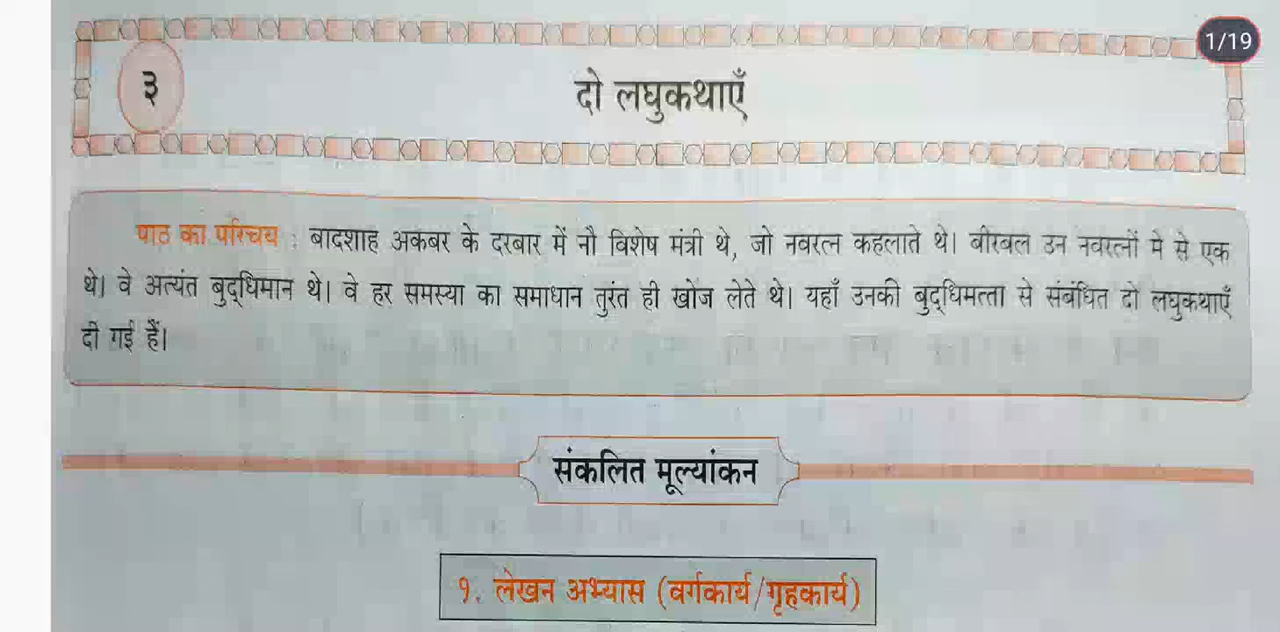 1/19
३
दो लघुकथाएँ
पाठ का परिचय : बादशाह अकबर के दरबार में नौ विशेष मंत्री थे, जो नवरत्न कहलाते थे। बीरबल उन नवरत्नों में से एक
थे। वे अत्यंत बुद्‌धिमान थे। वे हर समस्या का समाधान तुरंत ही खोज लेते थे। यहाँ उनकी बुद्‌धिमत्ता से संबंधित दो लघुकथाएँ
दी गई हैं।
संकलित मूल्यांकन
१. लेखन अभ्यास (वर्गकार्य/गृहकार्य)